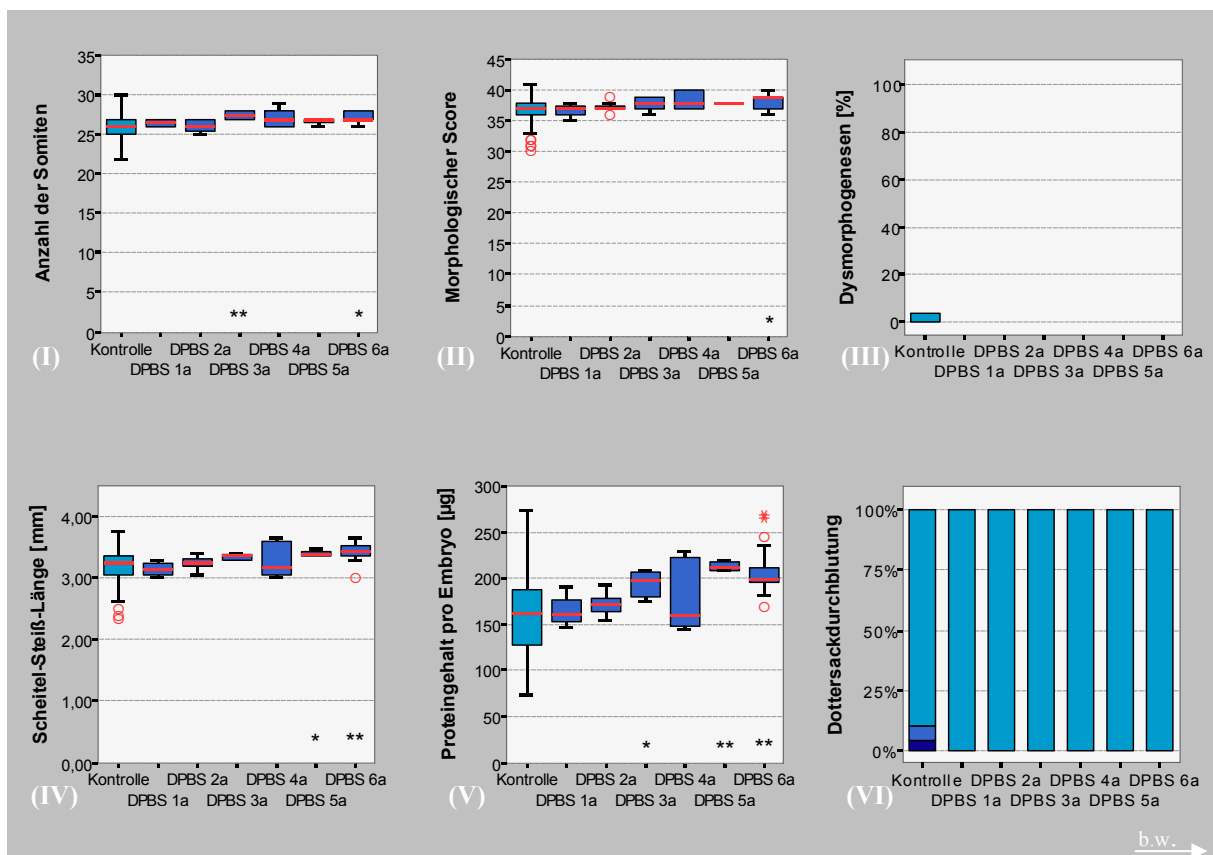 Anzahl der Somiten
35
30
25
20
15
10
5
0
** *
Kontrolle DPBS 2a DPBS 4a DPBS 6a
DPBS 1a DPBS 3a DPBS 5a
(I)
Morphologischer Score
45
40
35
30
25
20
15
10
5
0
*
Kontrolle DPBS 2a DPBS 4a DPBS 6a
DPBS 1a DPBS 3a DPBS 5a
(II)
Dysmorphogenesen [%]
100
80
60
40
20
0
Kontrolle DPBS 2a DPBS 4a DPBS 6a
DPBS 1a DPBS 3a DPBS 5a
(III)
Scheitel-Steiß-Länge [mm]
4,00
3,00
2,00
1,00
0,00
* **
Kontrolle DPBS 2a DPBS 4a DPBS 6a
DPBS 1a DPBS 3a DPBS 5a
(IV)
Proteingehalt pro Embryo [µg]
300
250
200
150
100
50
0
* ** **
Kontrolle DPBS 2a DPBS 4a DPBS 6a
DPBS 1a DPBS 3a DPBS 5a
(V)
Dottersackdurchblutung
100%
75%
50%
25%
0%
Kontrolle DPBS 2a DPBS 4a DPBS 6a
DPBS 1a DPBS 3a DPBS 5a
(VI)
b.w.